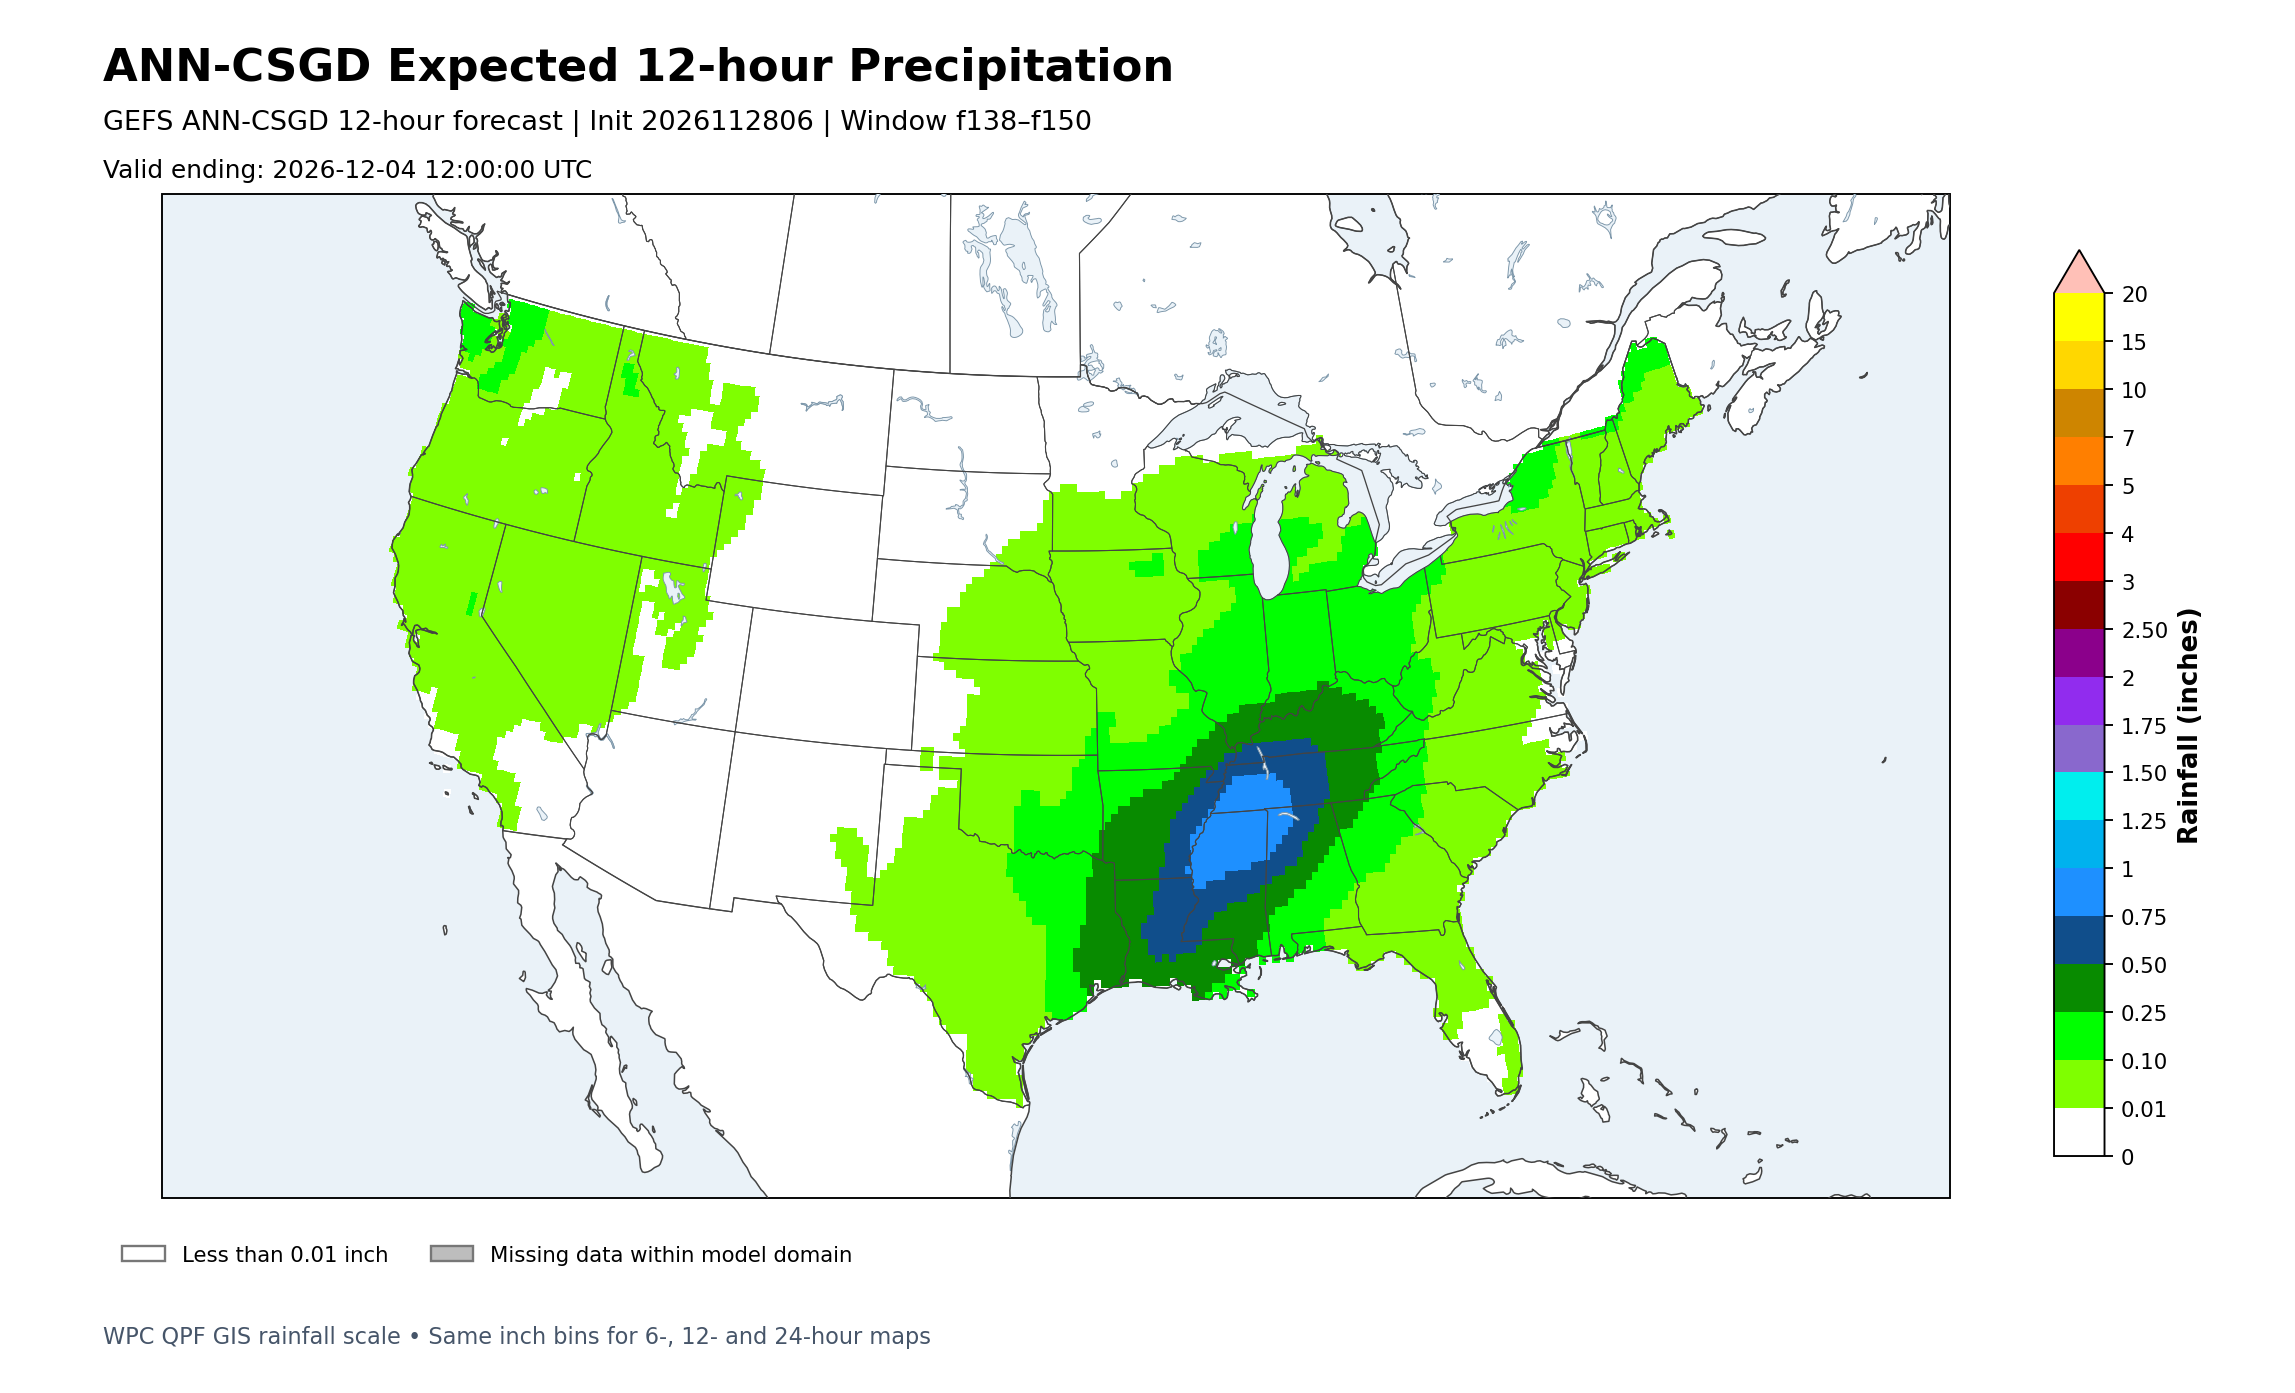 ANN-CSGD Expected 12-hour Precipitation
GEFS ANN-CSGD 12-hour forecast | Init 2026112806 | Window f138–f150
Valid ending: 2026-12-04 12:00:00 UTC
20
15
10
7
5
4
3
2.50
2
1.75
1.50
1.25
1
0.75
0.50
0.25
0.10
0.01
0
Rainfall (inches)
Less than 0.01 inch
Missing data within model domain
WPC QPF GIS rainfall scale • Same inch bins for 6-, 12- and 24-hour maps